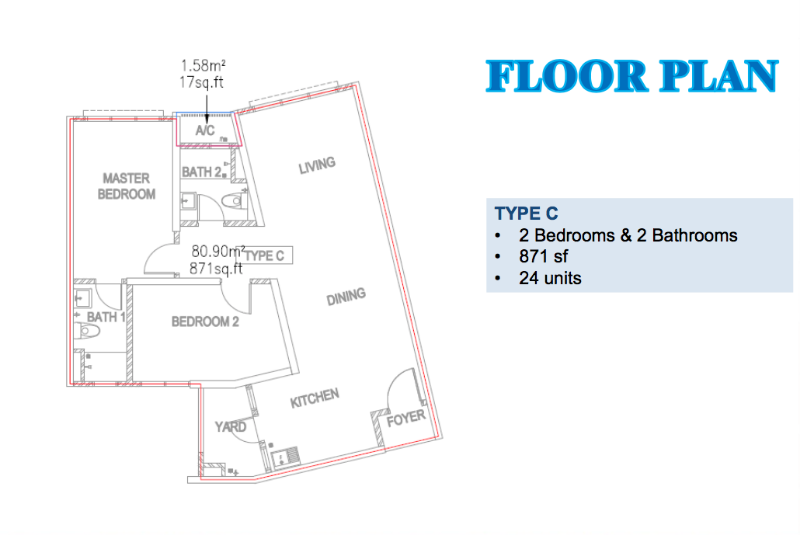 FLOOR PLAN
1.58m²
17sq.ft
A/C
LIVING
MASTER
BEDROOM
BATH 2
80.90m²
871sq.ft
TYPE C
DINING
BATH 1
BEDROOM 2
KITCHEN
FOYER
YARD
TYPE C
• 2 Bedrooms & 2 Bathrooms
• 871 sf
• 24 units